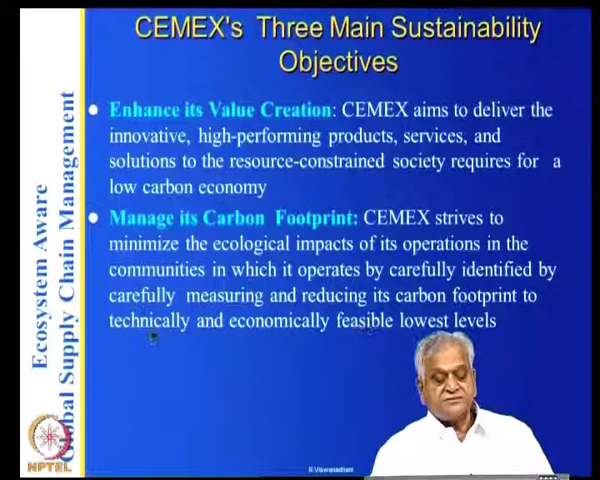 CEMEX's Three Main Sustainability
Objectives
Enhance its Value Creation: CEMEX aims to deliver the
innovative, high-performing products, services, and
solutions to the resource-constrained society requires for a
low carbon economy
Manage its Carbon Footprint: CEMEX strives to
minimize the ecological impacts of its operations in the
communities in which it operates by carefully identified by
carefully measuring and reducing its carbon footprint to
technically and economically feasible lowest levels
Ecosystem Aware
Global Supply Chain Management
NPTEL
N.Viswanadham